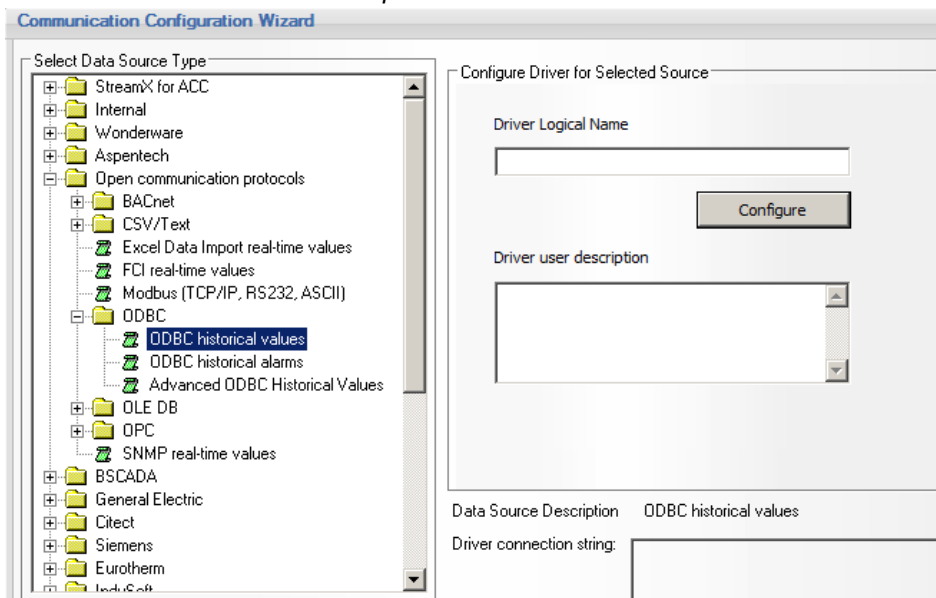 Communication Configuration Wizard
Select Data Source Type
StreamX for ACC
Internal
Wonderware
Aspentech
Open communication protocols
BACnet
CSV/Text
Excel Data Import real-time values
FCI real-time values
Modbus (TCP/IP, RS232, ASCII)
ODBC
ODBC historical values
ODBC historical alarms
Advanced ODBC Historical Values
OLE DB
OPC
SNMP real-time values
BSCADA
General Electric
Citect
Siemens
Eurotherm
InduSoft
Configure Driver for Selected Source
Driver Logical Name
Configure
Driver user description
Data Source Description ODBC historical values
Driver connection string: